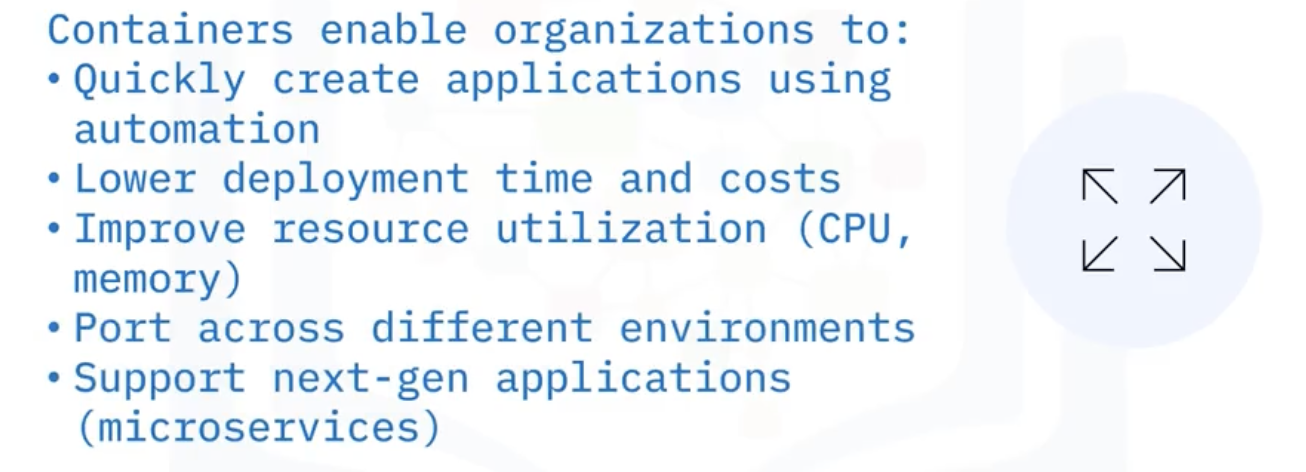 Containers enable organizations to:
• Quickly create applications using
automation
• Lower deployment time and costs
• Improve resource utilization (CPU,
memory)
• Port across different environments
• Support next-gen applications
(microservices)